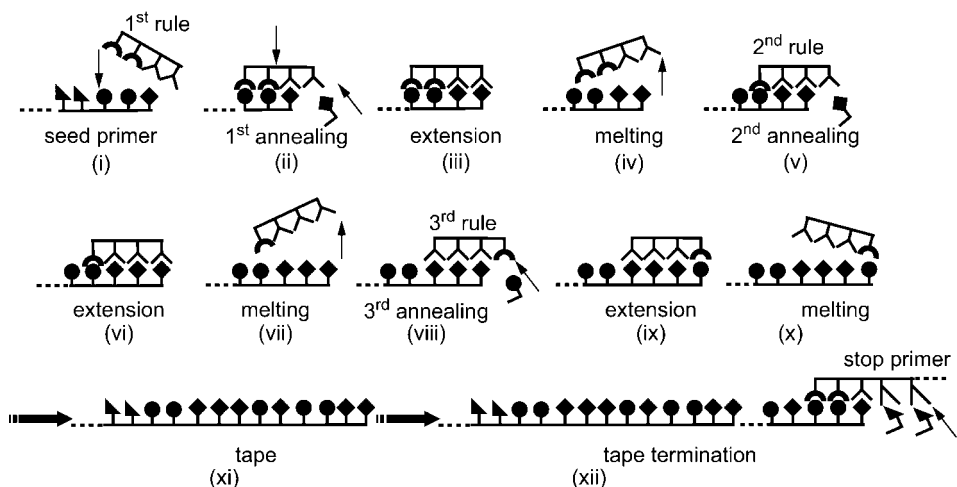 1st rule
2nd rule
seed primer
1st annealing
extension
melting
2nd annealing
(i)
(ii)
(iii)
(iv)
(v)
3rd rule
extension
melting
3rd annealing
extension
melting
(vi)
(vii)
(viii)
(ix)
(x)
stop primer
tape
tape termination
(xi)
(xii)